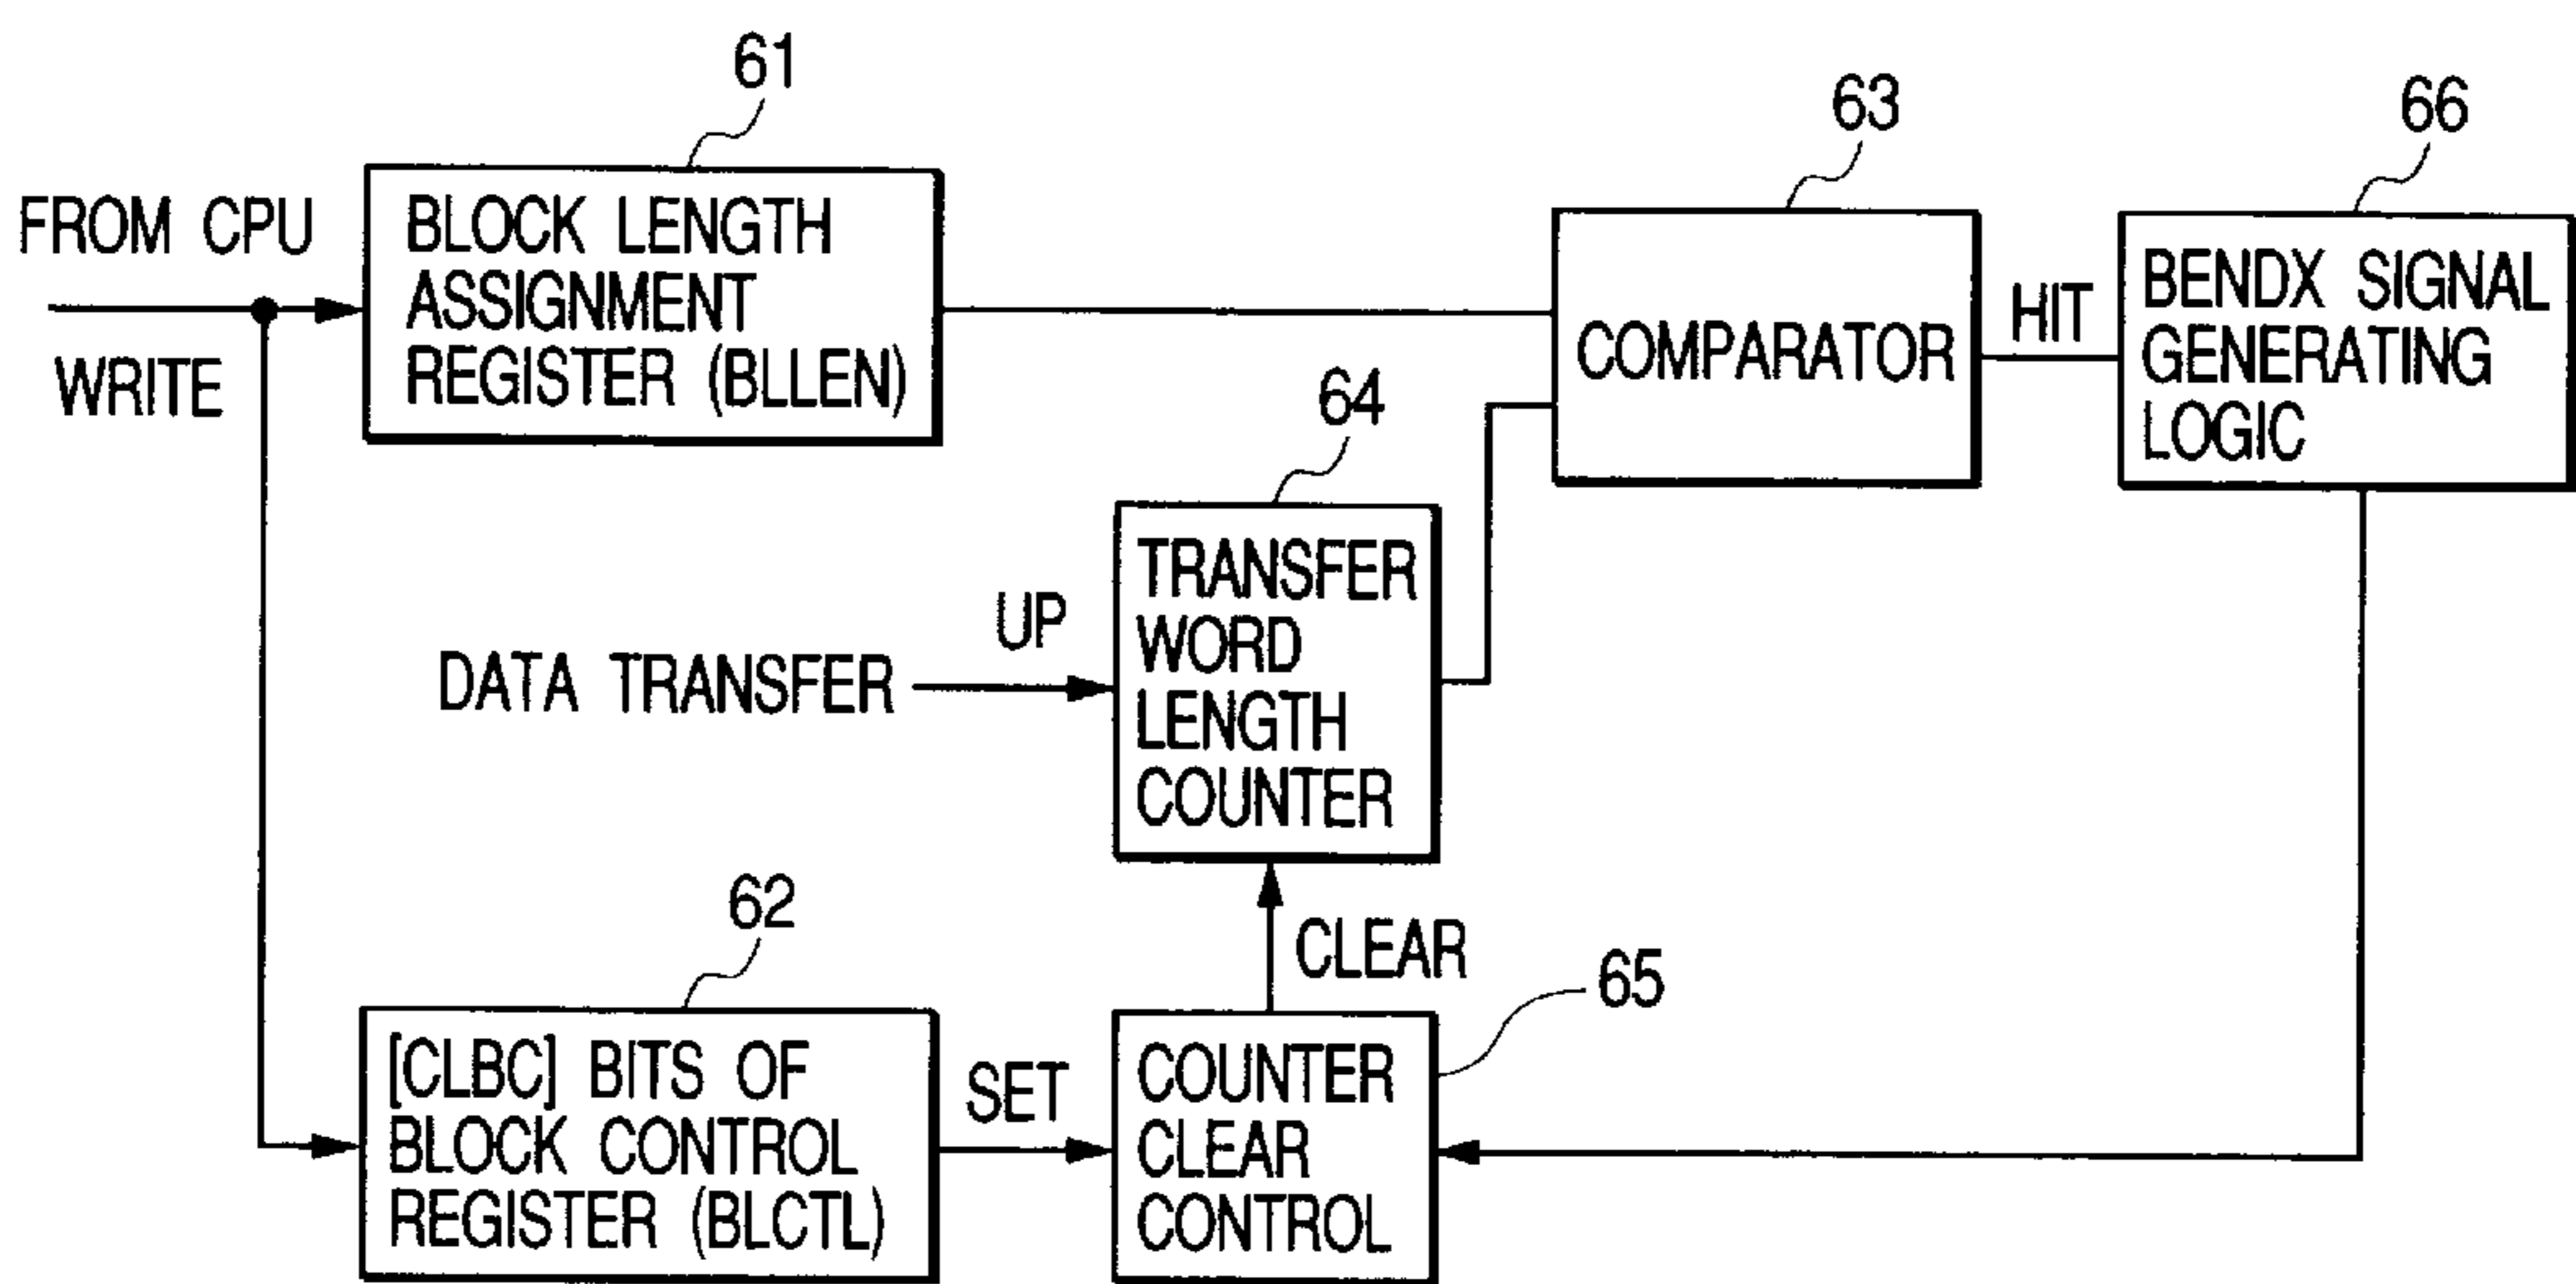 61
63
66
FROM CPU
WRITE
BLOCK LENGTH
ASSIGNMENT
REGISTER (BLLEN)
COMPARATOR
HIT
BENDX SIGNAL
GENERATING
LOGIC
64
DATA TRANSFER
UP
TRANSFER
WORD
LENGTH
COUNTER
62
CLEAR
65
[CLBC] BITS OF
BLOCK CONTROL
REGISTER (BLCTL)
SET
COUNTER
CLEAR
CONTROL